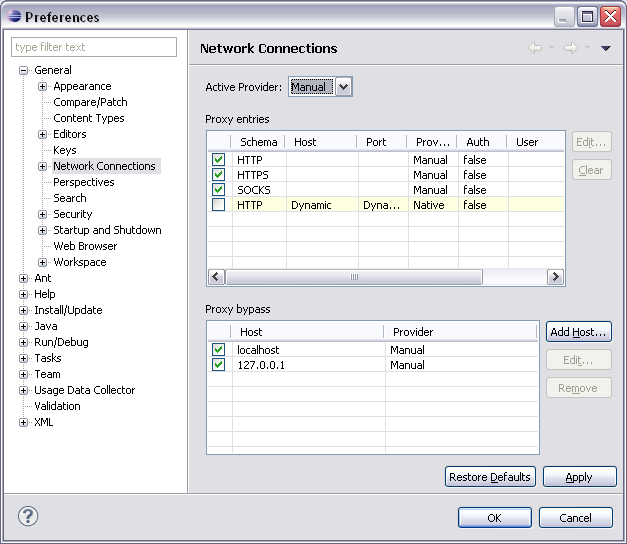 Preferences
type filter text
General
Appearance
Compare/Patch
Content Types
Editors
Keys
Network Connections
Perspectives
Search
Security
Startup and Shutdown
Web Browser
Workspace
Ant
Help
Install/Update
Java
Run/Debug
Tasks
Team
Usage Data Collector
Validation
XML
Network Connections
Active Provider: Manual
Proxy entries
Schema Host Port Prov... Auth User
HTTP Manual false
HTTPS Manual false
SOCKS Manual false
HTTP Dynamic Dyna... Native false
Edit...
Clear
Proxy bypass
Host Provider
localhost Manual
127.0.0.1 Manual
Add Host...
Edit...
Remove
Restore Defaults Apply
? OK Cancel